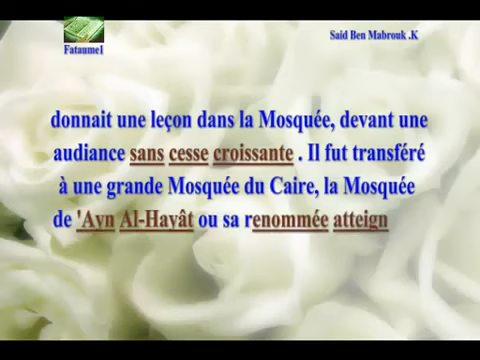 Fataume1
Said Ben Mabrouk .K
donnait une leçon dans la Mosquée, devant une
audiance sans cesse croissante . Il fut transféré
à une grande Mosquée du Caire, la Mosquée
de 'Ayn Al-Hayât ou sa renommée atteign